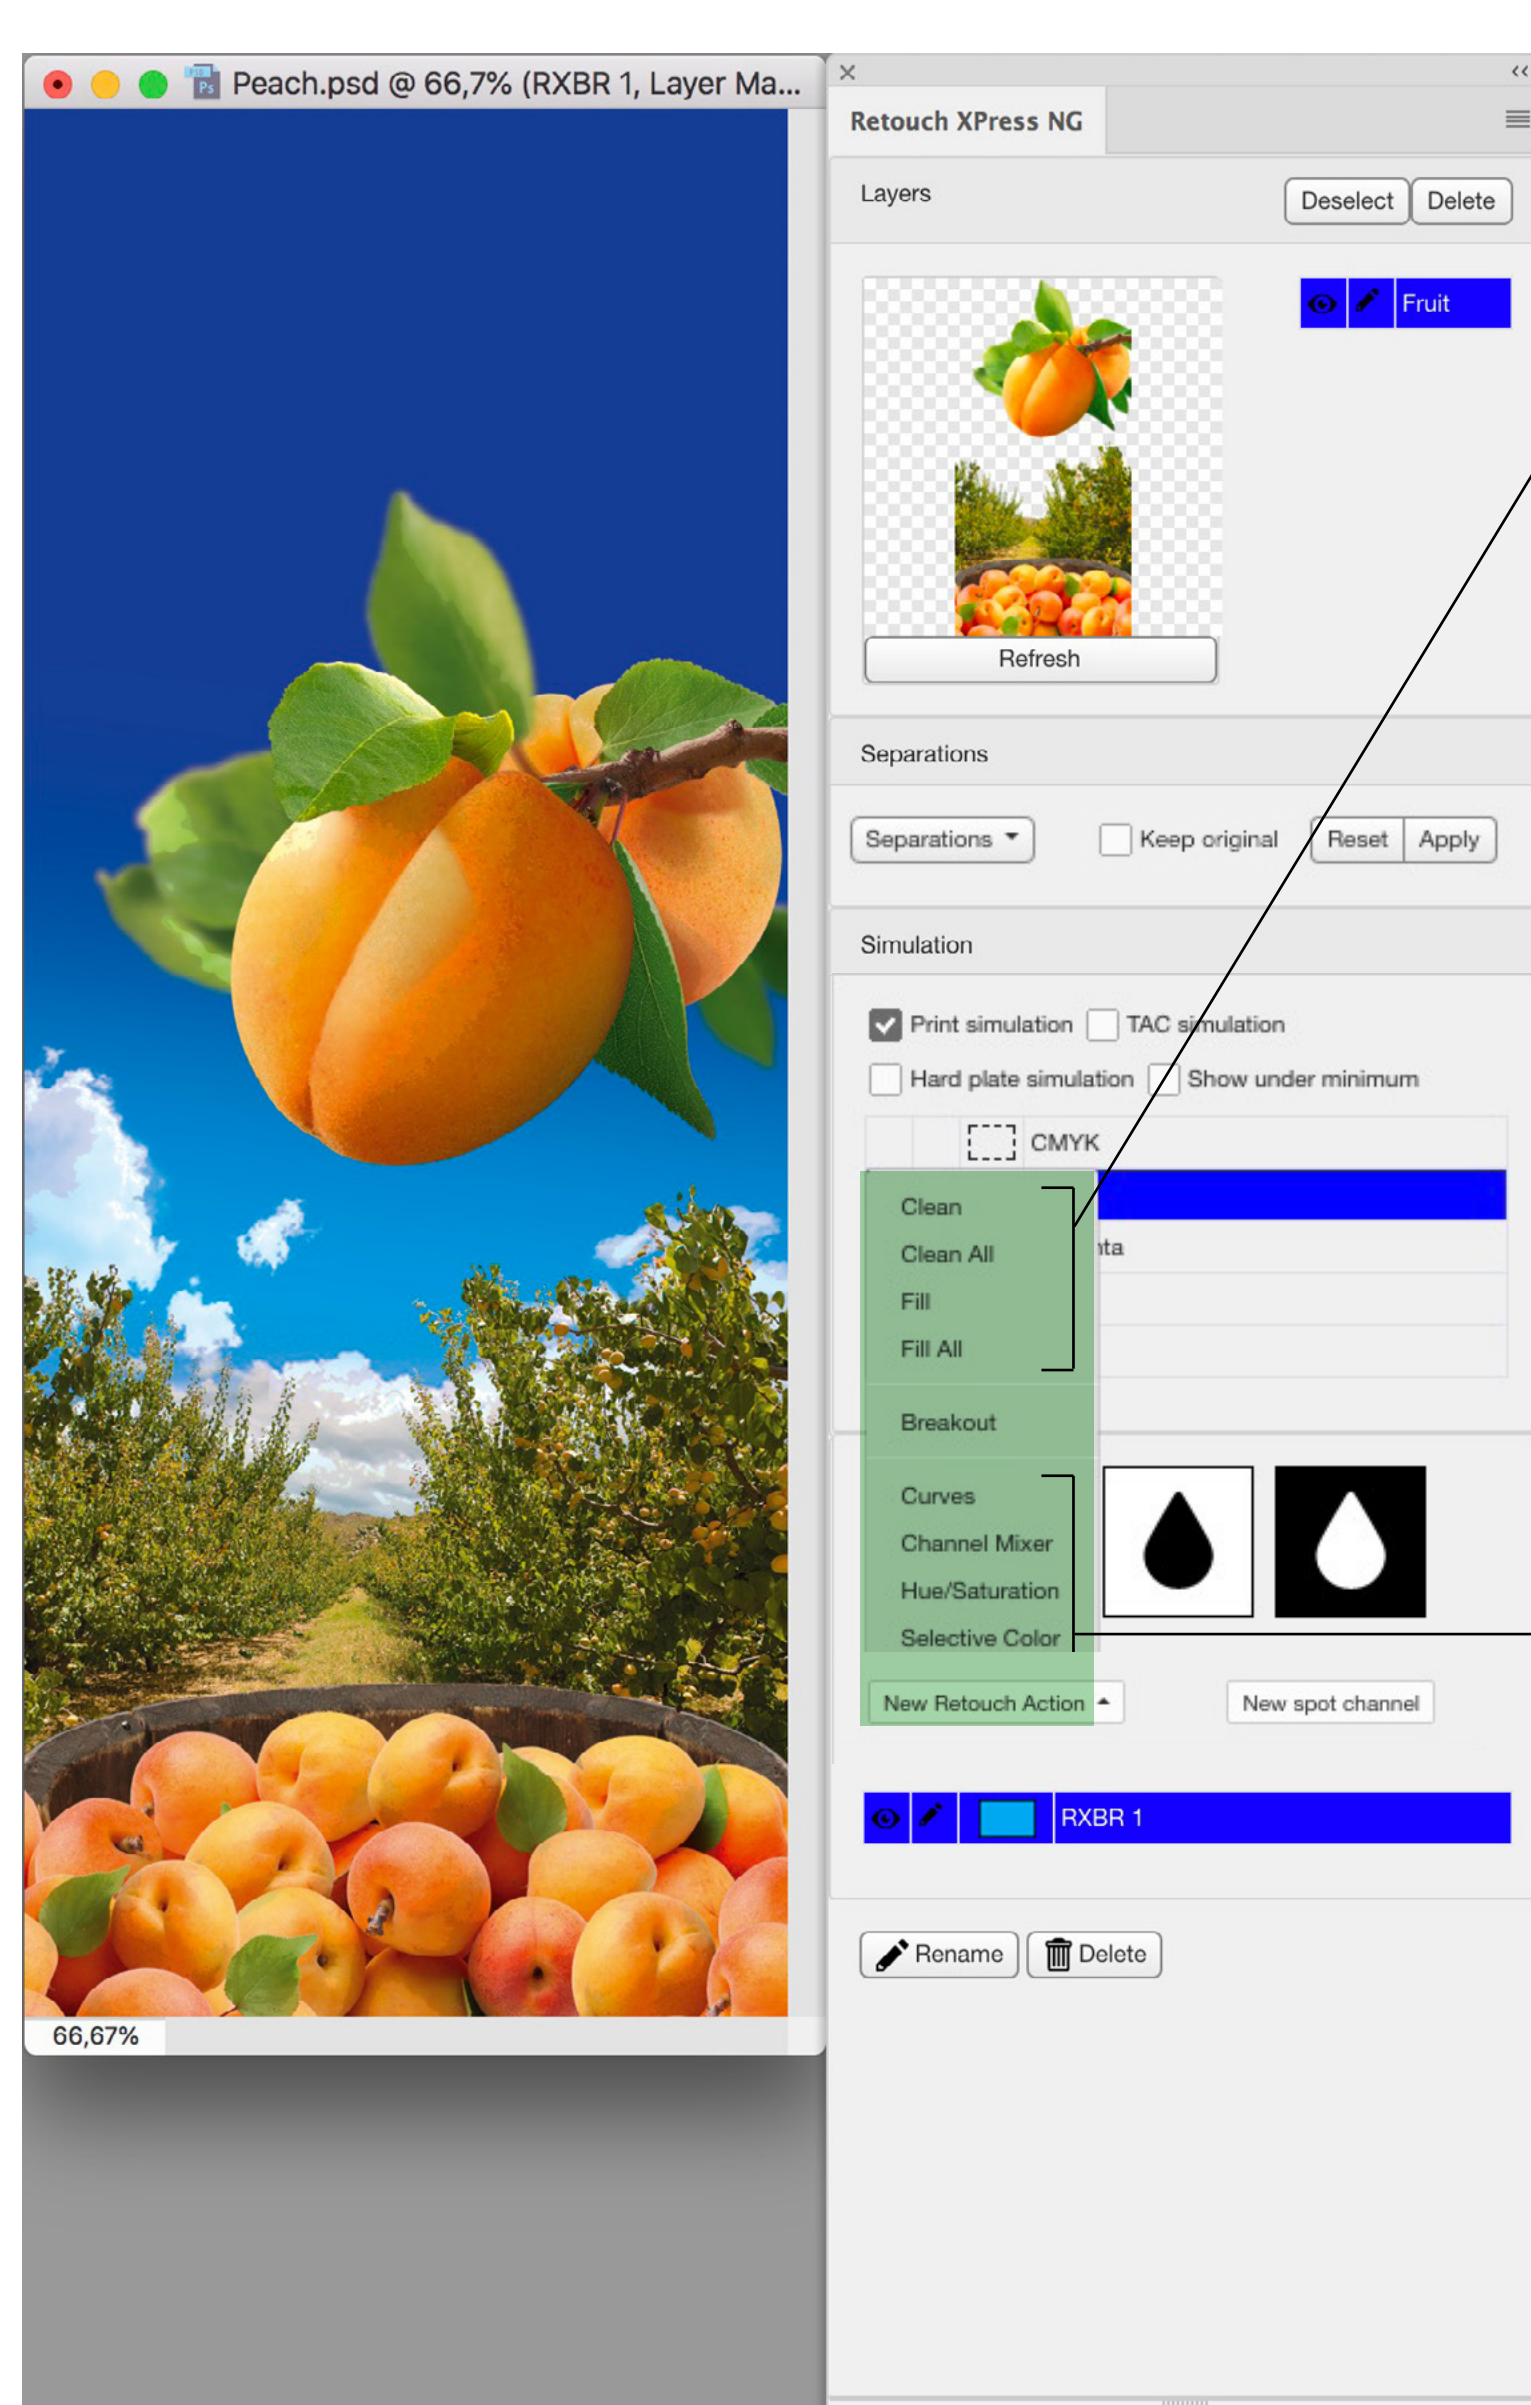 Peach.psd @ 66,7% (RXBR 1, Layer Ma...
66,67%
Retouch XPress NG
Layers
Deselect Delete
Fruit
Refresh
Separations
Separations Keep original Reset Apply
Simulation
Print simulation TAC simulation
Hard plate simulation Show under minimum
CMYK
Clean
Clean All
nta
Fill
Fill All
Breakout
Curves
Channel Mixer
Hue/Saturation
Selective Color
New Retouch Action New spot channel
RXBR 1
Rename Delete